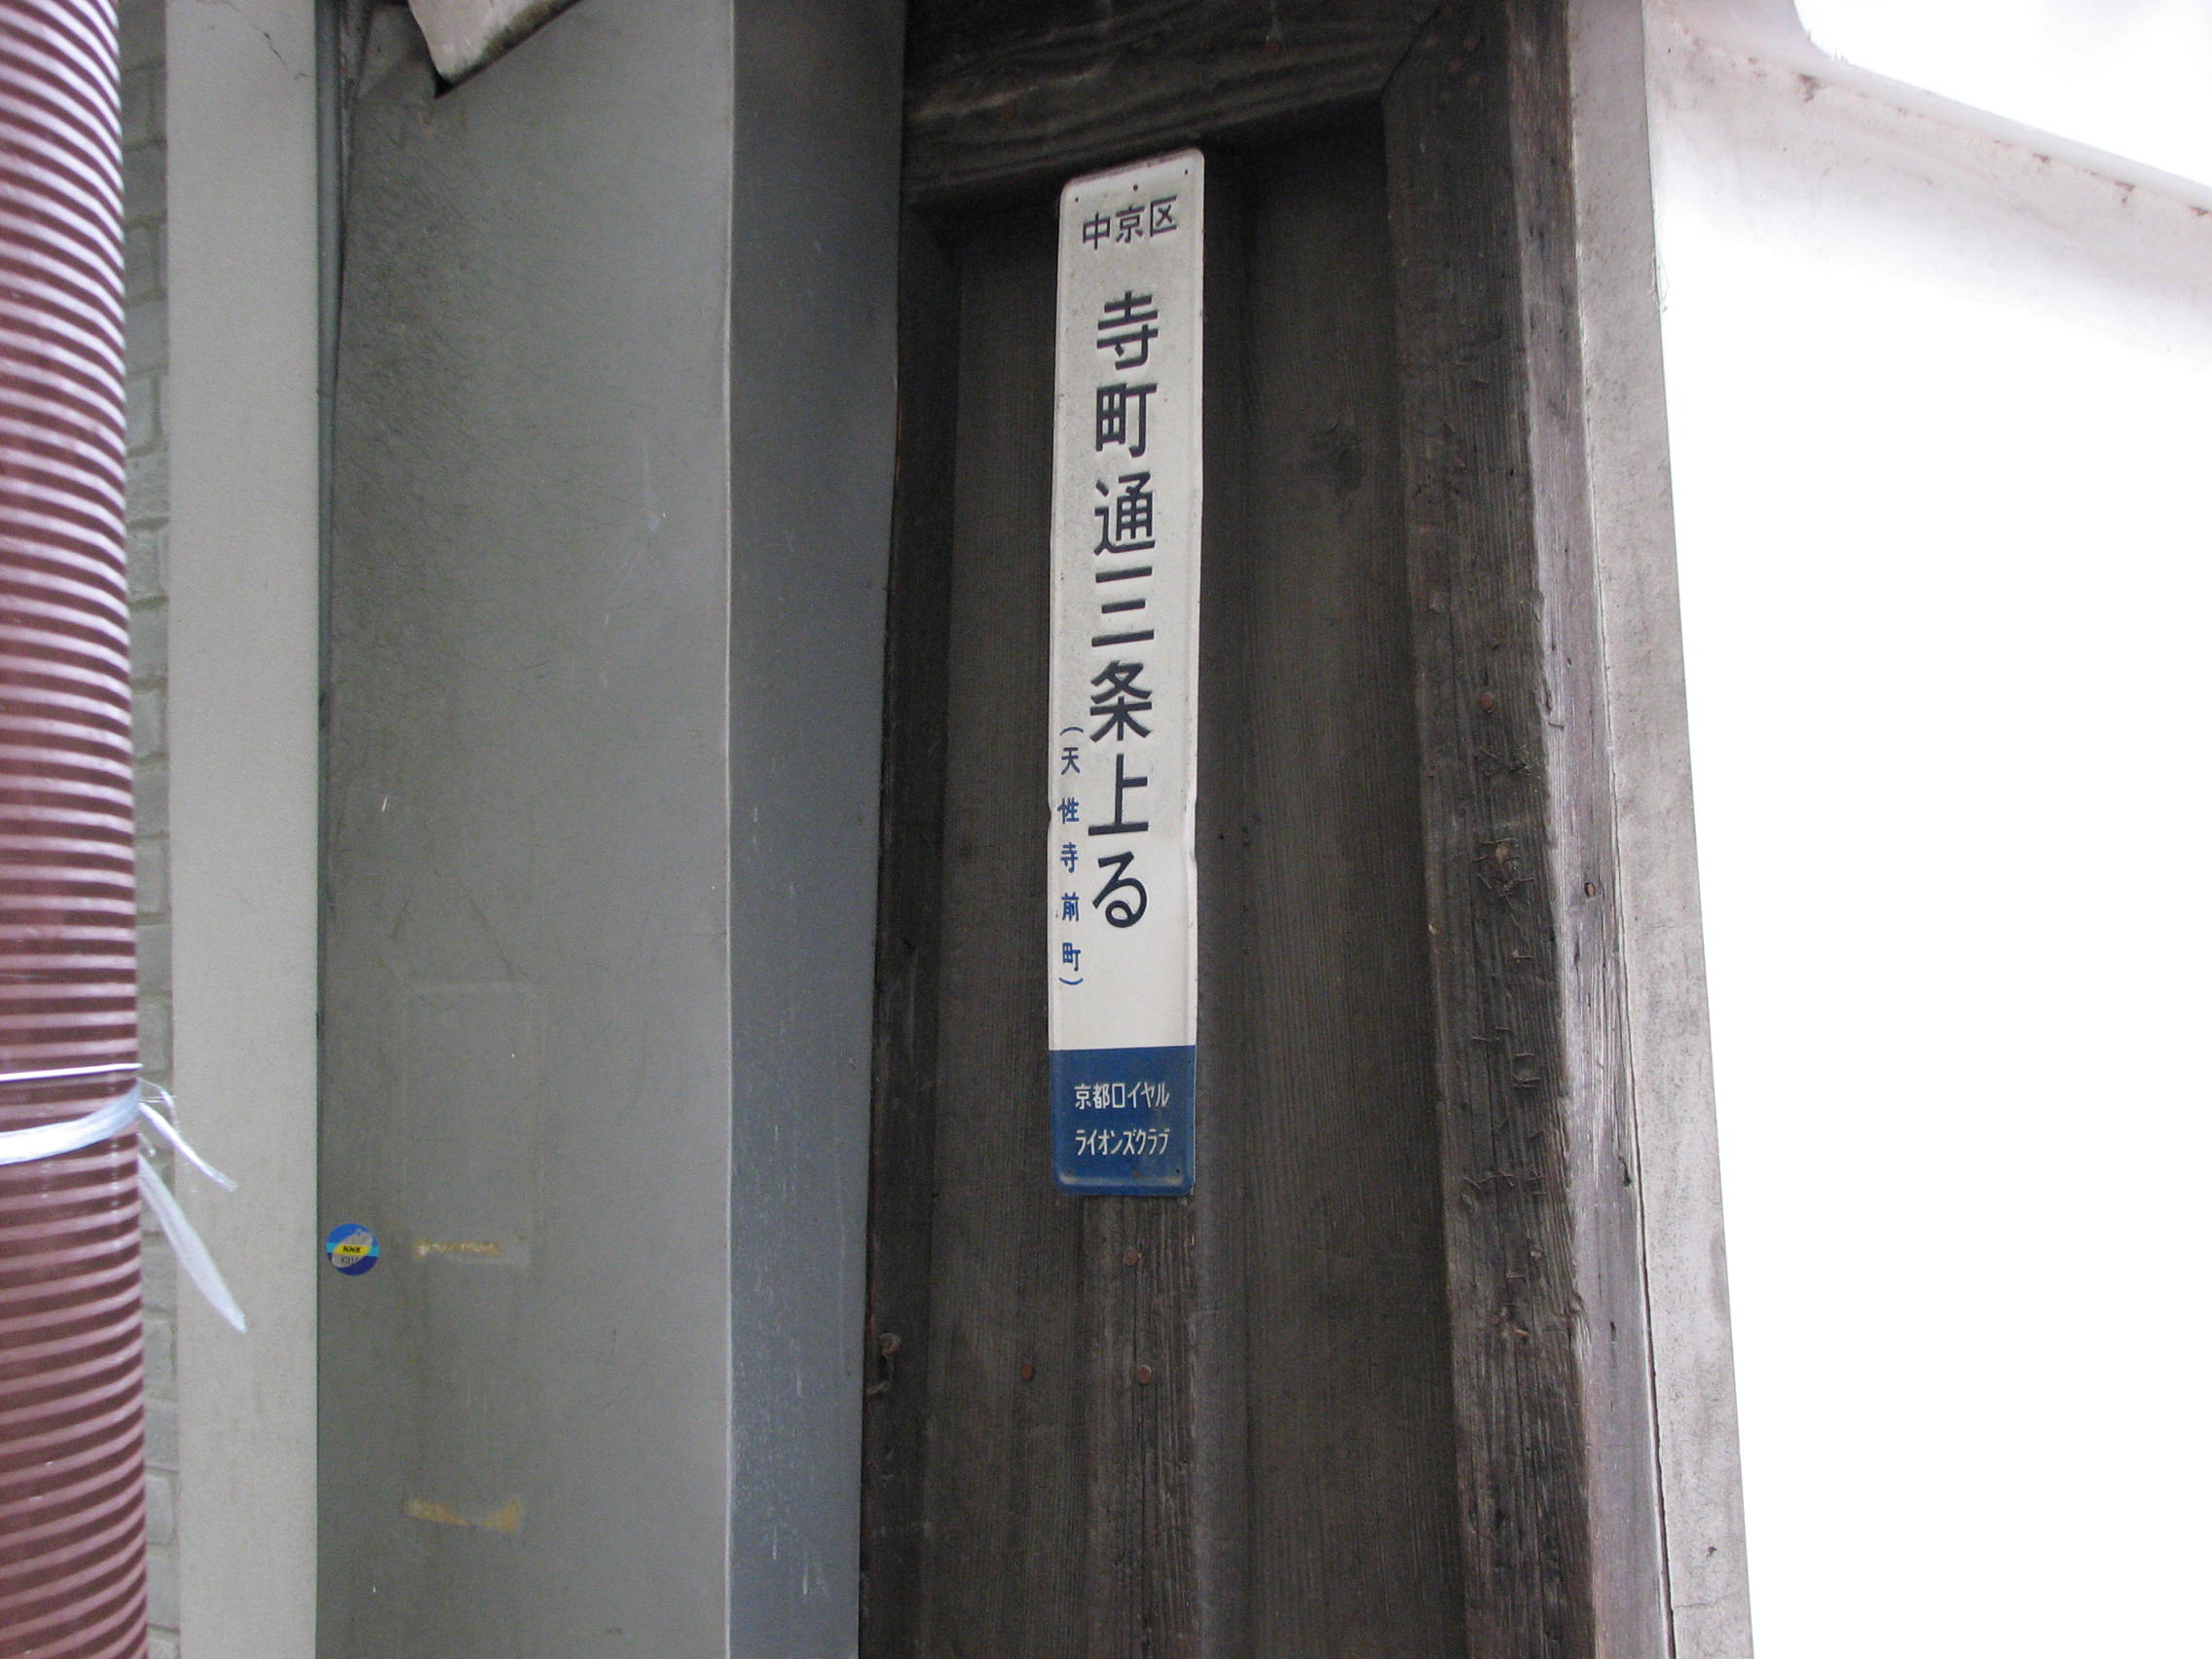 中京区
寺町通三条上る
(天性寺前町)
京都ロイヤル
ライオンズクラブ
NHK